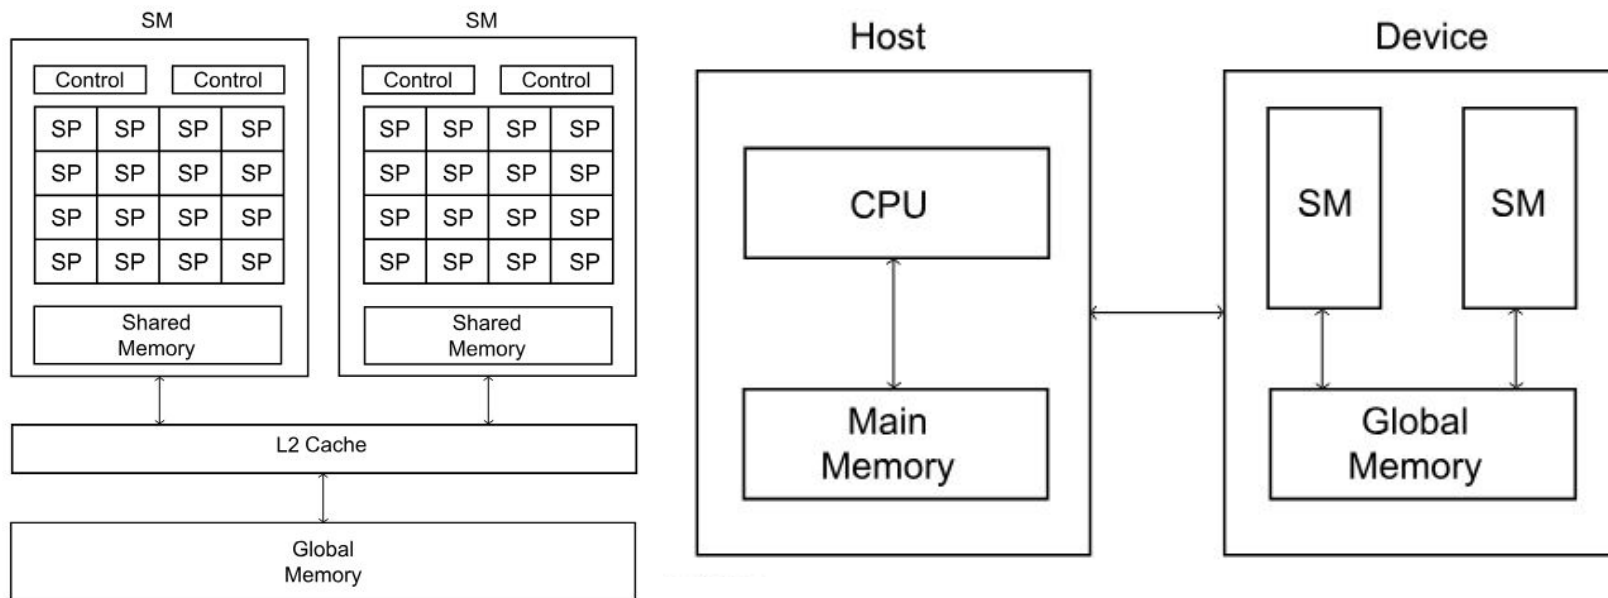 SM
Control Control
SP SP SP SP
SP SP SP SP
SP SP SP SP
SP SP SP SP
Shared
Memory
SM
Control Control
SP SP SP SP
SP SP SP SP
SP SP SP SP
SP SP SP SP
Shared
Memory
L2 Cache
Global
Memory
Host
CPU
Main
Memory
Device
SM SM
Global
Memory